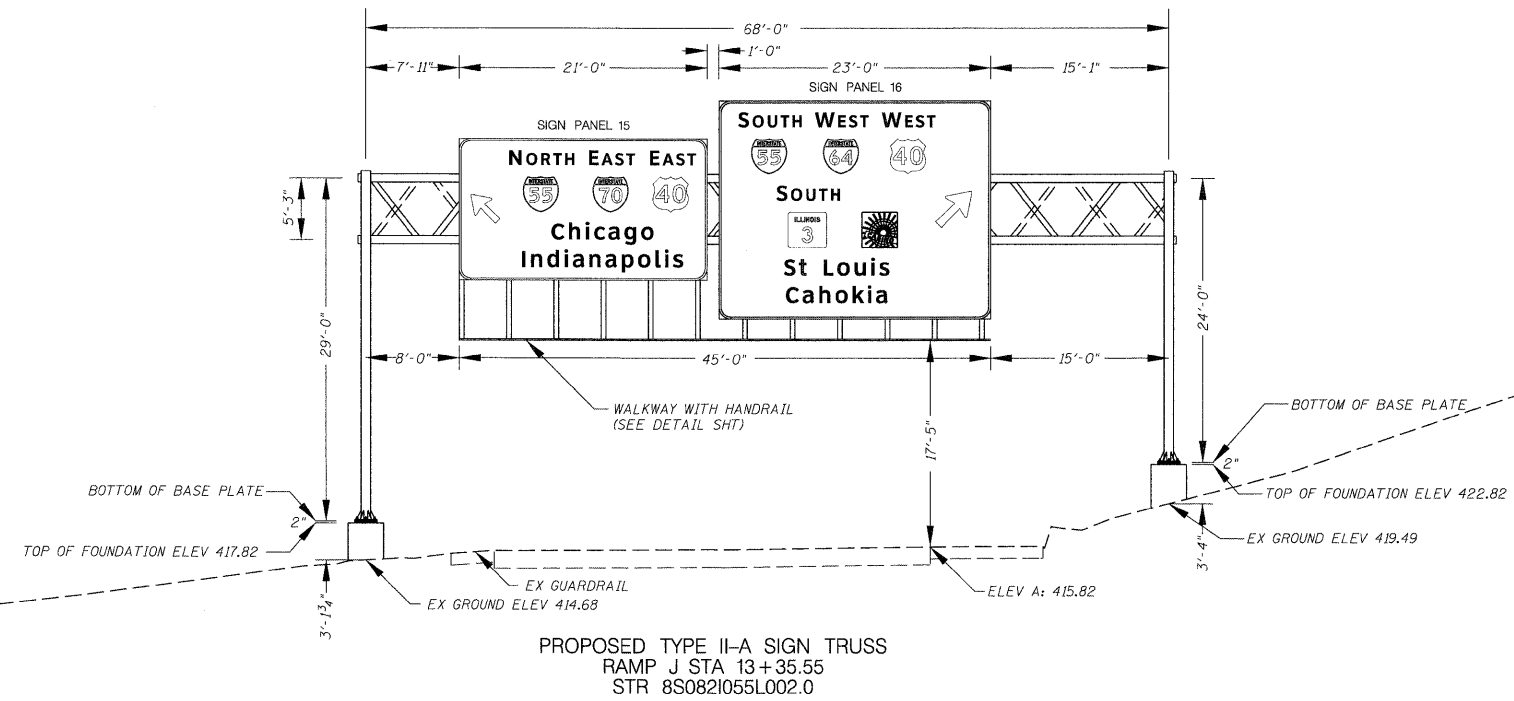 68'-0"
1'-0"
7'-11"
21'-0"
23'-0"
15'-1"
SIGN PANEL 16
SIGN PANEL 15
SOUTH WEST WEST
INTERSTATE 55 INTERSTATE 64 40
SOUTH
ILLINOIS 3
St Louis
Cahokia
NORTH EAST EAST
INTERSTATE 55 INTERSTATE 70 40
Chicago
Indianapolis
5'-3"
29'-0"
24'-0"
8'-0"
45'-0"
15'-0"
WALKWAY WITH HANDRAIL
(SEE DETAIL SHT)
17'-5"
BOTTOM OF BASE PLATE
2"
TOP OF FOUNDATION ELEV 422.82
BOTTOM OF BASE PLATE
2"
TOP OF FOUNDATION ELEV 417.82
EX GROUND ELEV 419.49
3'-4"
EX GUARDRAIL
ELEV A: 415.82
EX GROUND ELEV 414.68
3'-1¾"
PROPOSED TYPE II-A SIGN TRUSS
RAMP J STA 13+35.55
STR 8S082I055L002.0